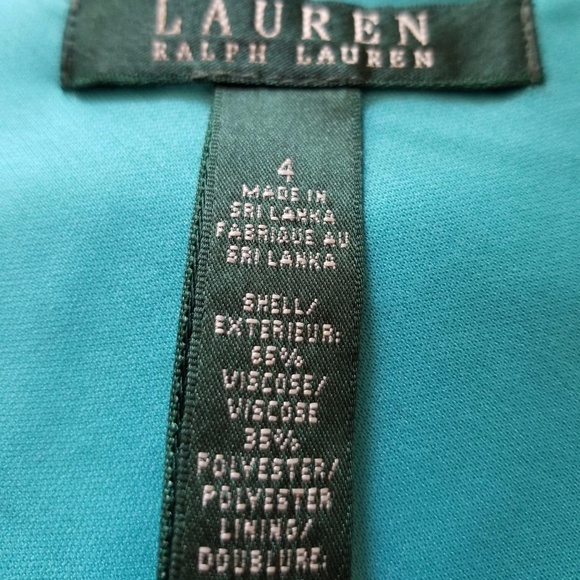 LAUREN
RALPH LAUREN
4
MADE IN
SRI LANKA
FABRIQUE AU
SRI LANKA
SHELL/
EXTERIEUR:
65%
VISCOSE/
VISCOSE
35%
POLYESTER/
POLYESTER
LINING/
DOUBLURE: